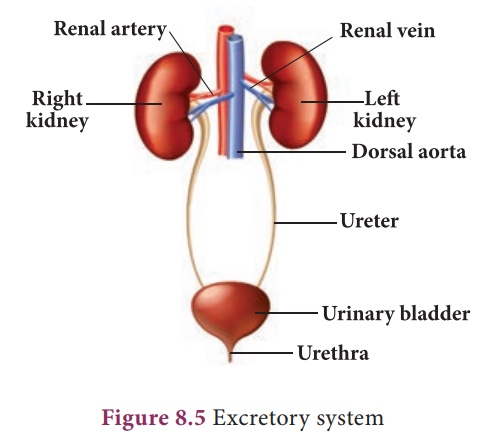 Renal artery
Renal vein
Right
kidney
Left
kidney
Dorsal aorta
Ureter
Urinary bladder
Urethra
Figure 8.5 Excretory system